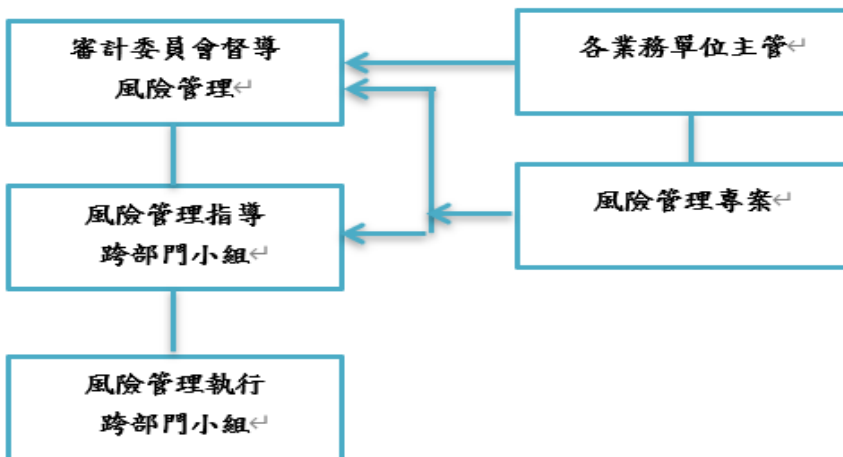 審計委員會督導
風險管理
各業務單位主管
風險管理指導
跨部門小組
風險管理專案
風險管理執行
跨部門小組